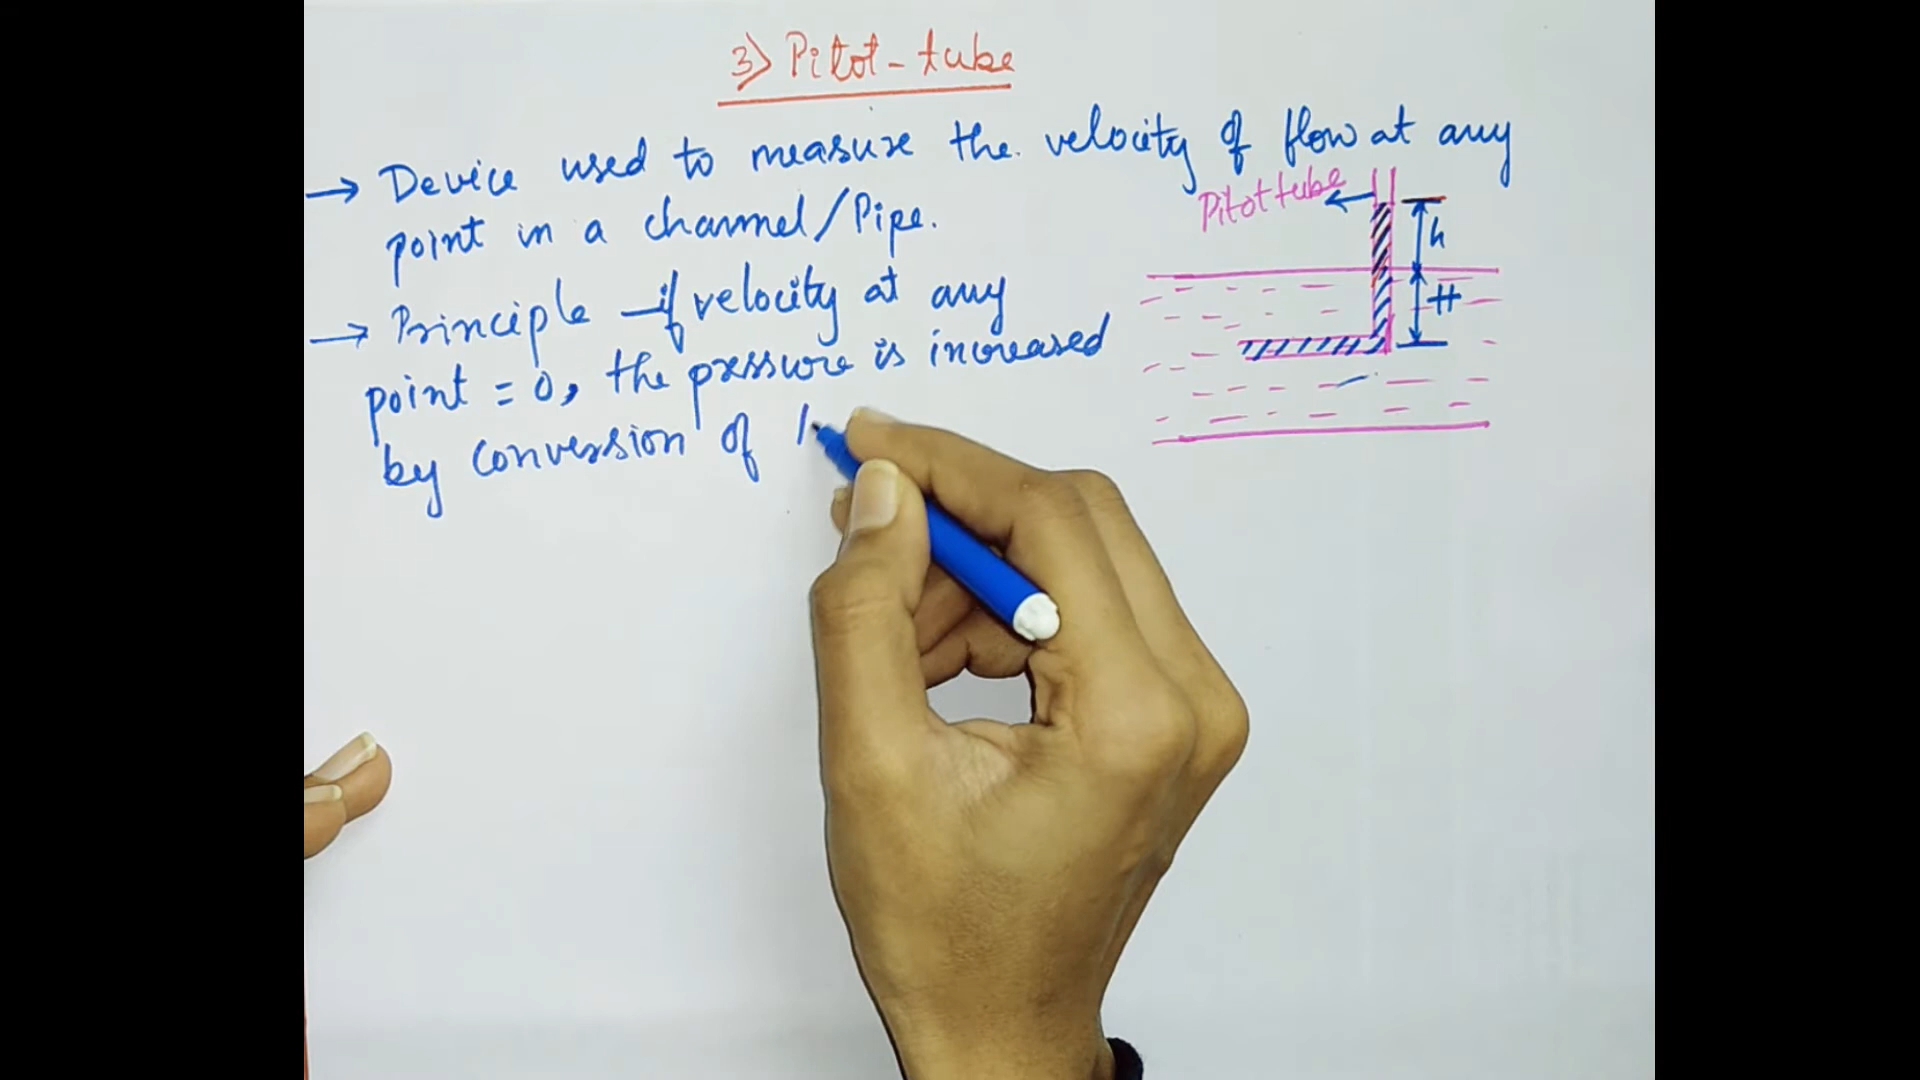 3) Pitot-tube
→ Device used to measure the velocity of flow at any
point in a channel/Pipe.
Pitot tube
h
H
→ Principle - if velocity at any
point = 0, the pressure is increased
by conversion of